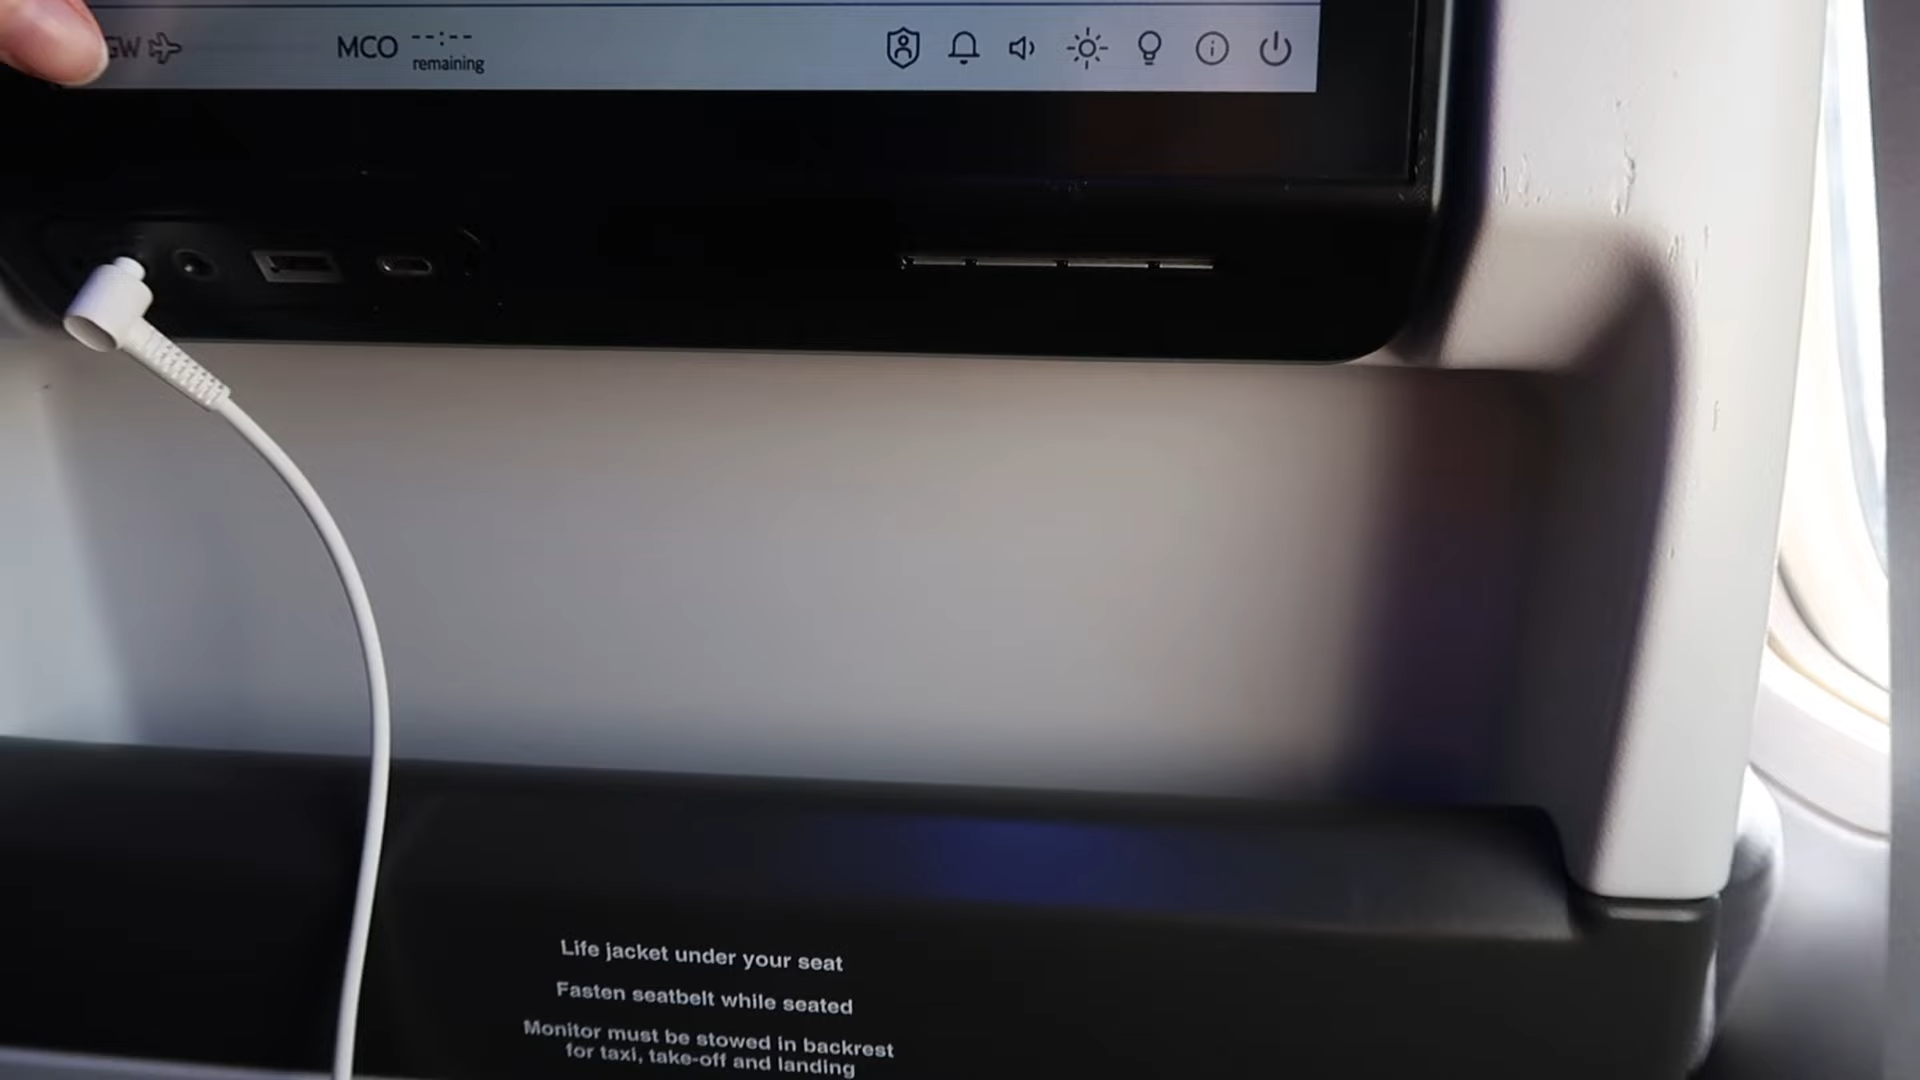 GW MCO --:--
remaining
Life jacket under your seat
Fasten seatbelt while seated
Monitor must be stowed in backrest
for taxi, take-off and landing